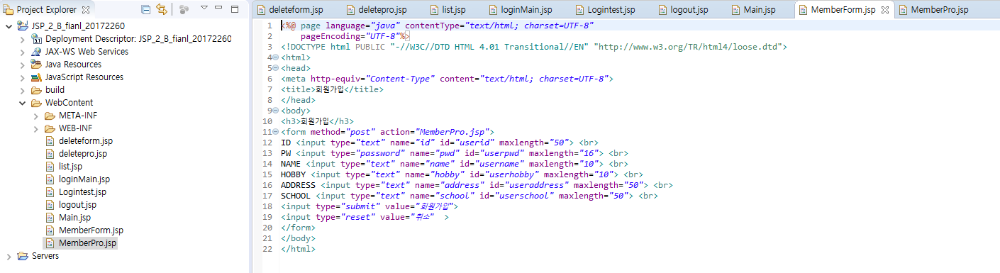 Project Explorer
JSP_2_B_fianl_20172260
Deployment Descriptor: JSP_2_B_fianl_20172260
JAX-WS Web Services
Java Resources
JavaScript Resources
build
WebContent
META-INF
WEB-INF
deleteform.jsp
deletepro.jsp
list.jsp
loginMain.jsp
Logintest.jsp
logout.jsp
Main.jsp
MemberForm.jsp
MemberPro.jsp
Servers
deleteform.jsp deletepro.jsp list.jsp loginMain.jsp Logintest.jsp logout.jsp Main.jsp MemberForm.jsp MemberPro.jsp
1 <%@ page language="java" contentType="text/html; charset=UTF-8"
2 pageEncoding="UTF-8"%>
3 <!DOCTYPE html PUBLIC "-//W3C//DTD HTML 4.01 Transitional//EN" "http://www.w3.org/TR/html4/loose.dtd">
4 <html>
5 <head>
6 <meta http-equiv="Content-Type" content="text/html; charset=UTF-8">
7 <title>회원가입</title>
8 </head>
9 <body>
10 <h3>회원가입</h3>
11 <form method="post" action="MemberPro.jsp">
12 ID <input type="text" name="id" id="userid" maxlength="50"> <br>
13 PW <input type="password" name="pwd" id="userpwd" maxlength="16"> <br>
14 NAME <input type="text" name="name" id="username" maxlength="10"> <br>
15 HOBBY <input type="text" name="hobby" id="userhobby" maxlength="10"> <br>
16 ADDRESS <input type="text" name="address" id="useraddress" maxlength="50"> <br>
17 SCHOOL <input type="text" name="school" id="userschool" maxlength="50"> <br>
18 <input type="submit" value="회원가입">
19 <input type="reset" value="취소" >
20 </form>
21 </body>
22 </html>